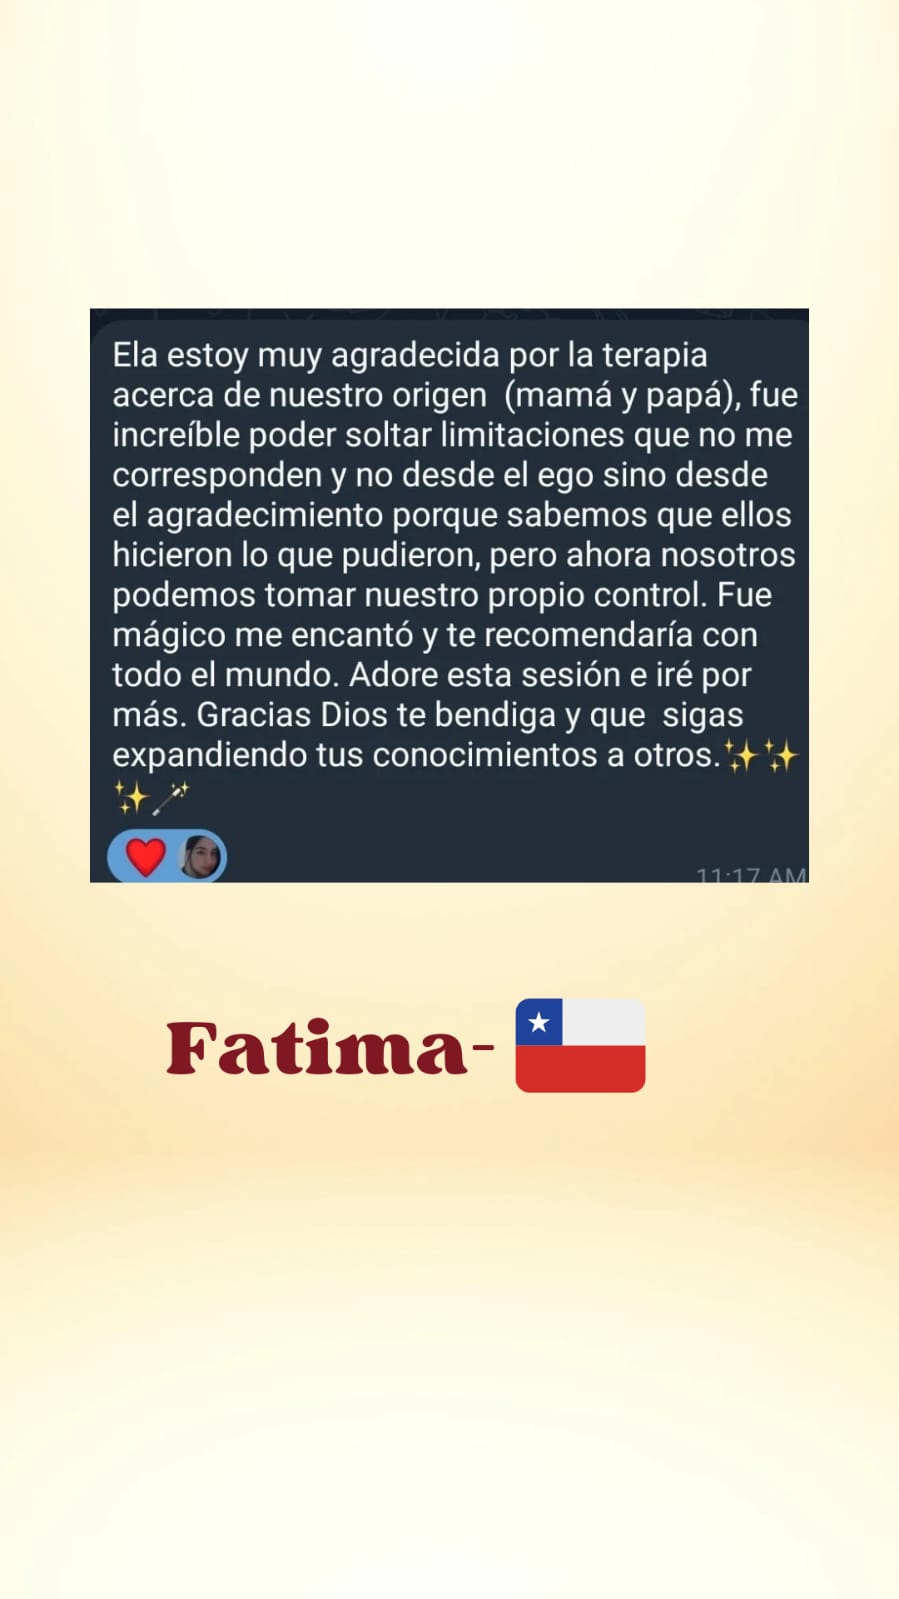 Ela estoy muy agradecida por la terapia
acerca de nuestro origen  (mamá y papá), fue
increíble poder soltar limitaciones que no me
corresponden y no desde el ego sino desde
el agradecimiento porque sabemos que ellos
hicieron lo que pudieron, pero ahora nosotros
podemos tomar nuestro propio control. Fue
mágico me encantó y te recomendaría con
todo el mundo. Adore esta sesión e iré por
más. Gracias Dios te bendiga y que  sigas
expandiendo tus conocimientos a otros.✨✨
✨🪄
❤️
11:17 AM
Fatima- 🇨🇱